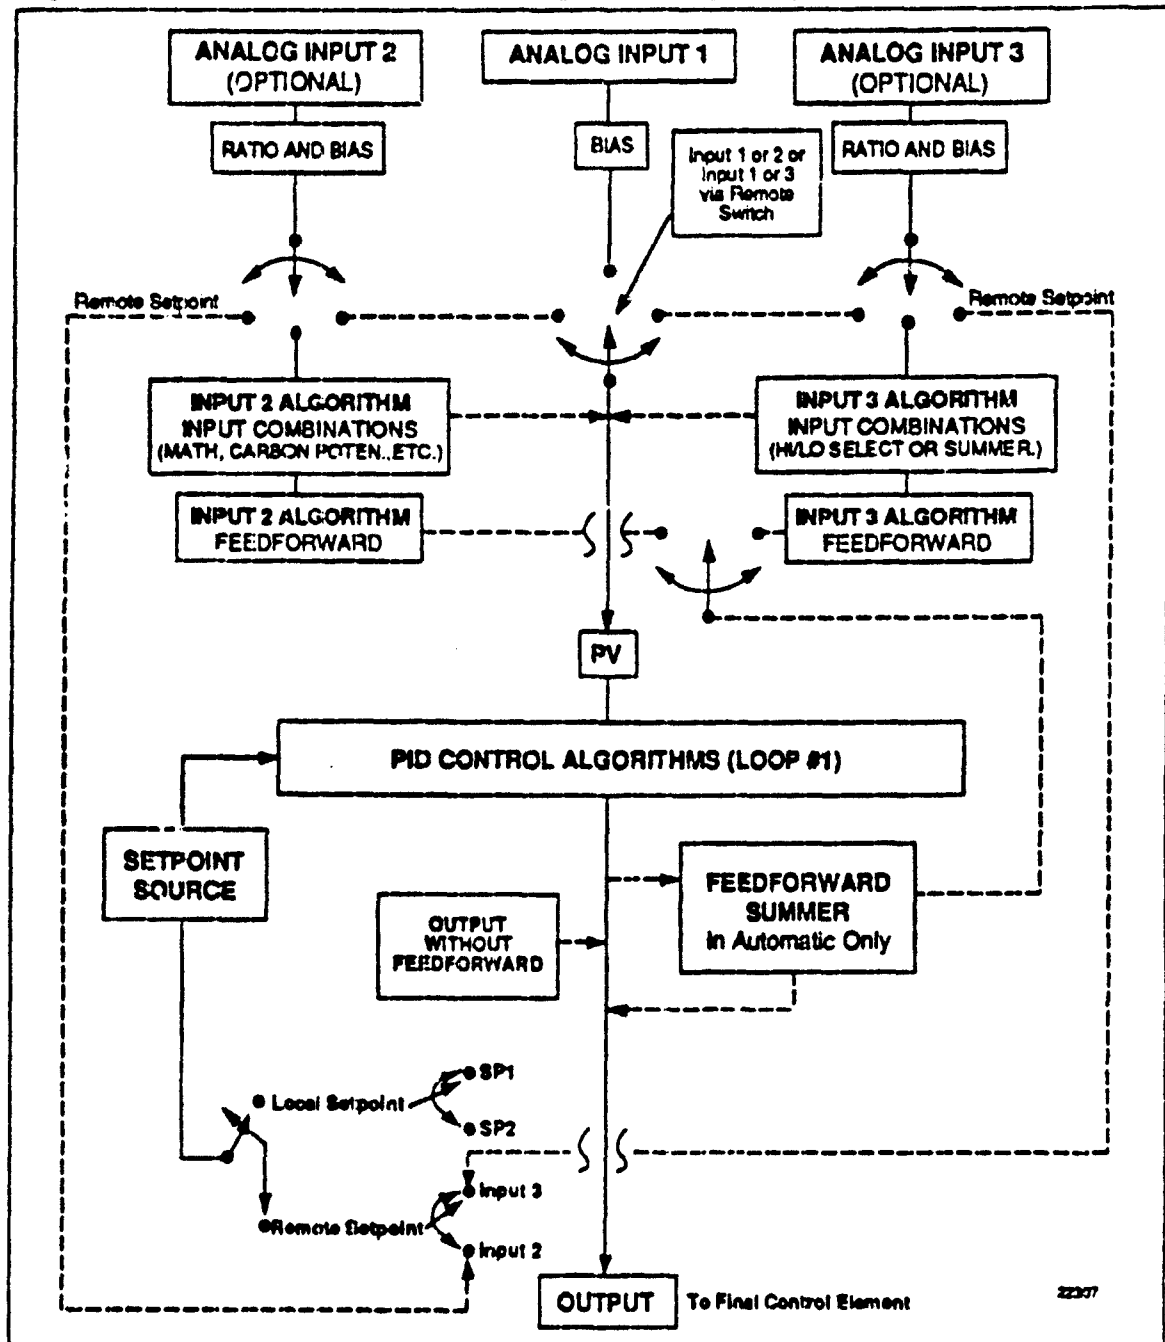 ANALOG INPUT 2
(OPTIONAL)
ANALOG INPUT 1
ANALOG INPUT 3
(OPTIONAL)
RATIO AND BIAS
BIAS
Input 1 or 2 or
Input 1 or 3
via Remote
Switch
RATIO AND BIAS
Remote Setpoint
Remote Setpoint
INPUT 2 ALGORITHM
INPUT COMBINATIONS
(MATH, CARBON POTEN.,ETC.)
INPUT 3 ALGORITHM
INPUT COMBINATIONS
(HI/LO SELECT OR SUMMER.)
INPUT 2 ALGORITHM
FEEDFORWARD
INPUT 3 ALGORITHM
FEEDFORWARD
PV
PID CONTROL ALGORITHMS (LOOP #1)
SETPOINT
SOURCE
FEEDFORWARD
SUMMER
In Automatic Only
OUTPUT
WITHOUT
FEEDFORWARD
SP1
Local Setpoint
SP2
Input 3
Remote Setpoint
Input 2
OUTPUT
To Final Control Element
22307